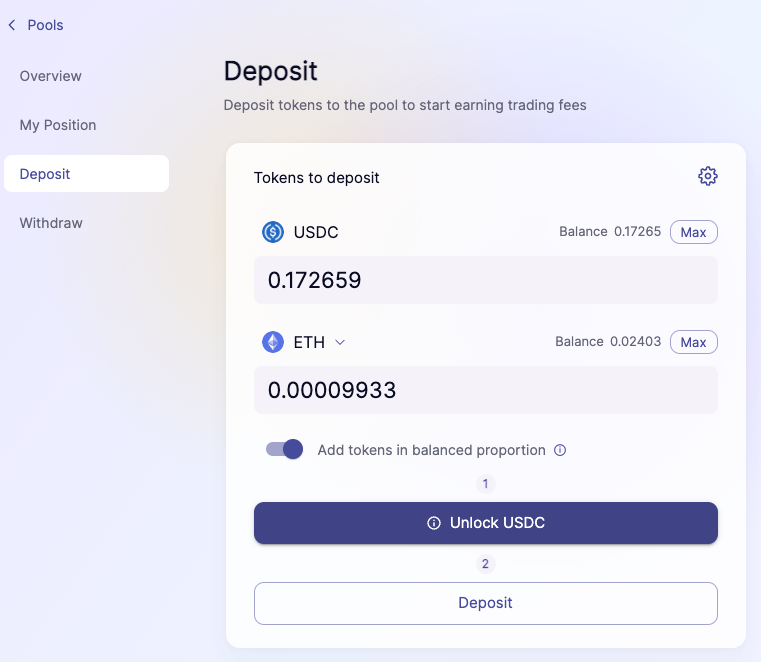 Pools
Overview
My Position
Deposit
Withdraw
Deposit
Deposit tokens to the pool to start earning trading fees
Tokens to deposit
USDC Balance 0.17265 Max
0.172659
ETH Balance 0.02403 Max
0.00009933
Add tokens in balanced proportion
1
Unlock USDC
2
Deposit